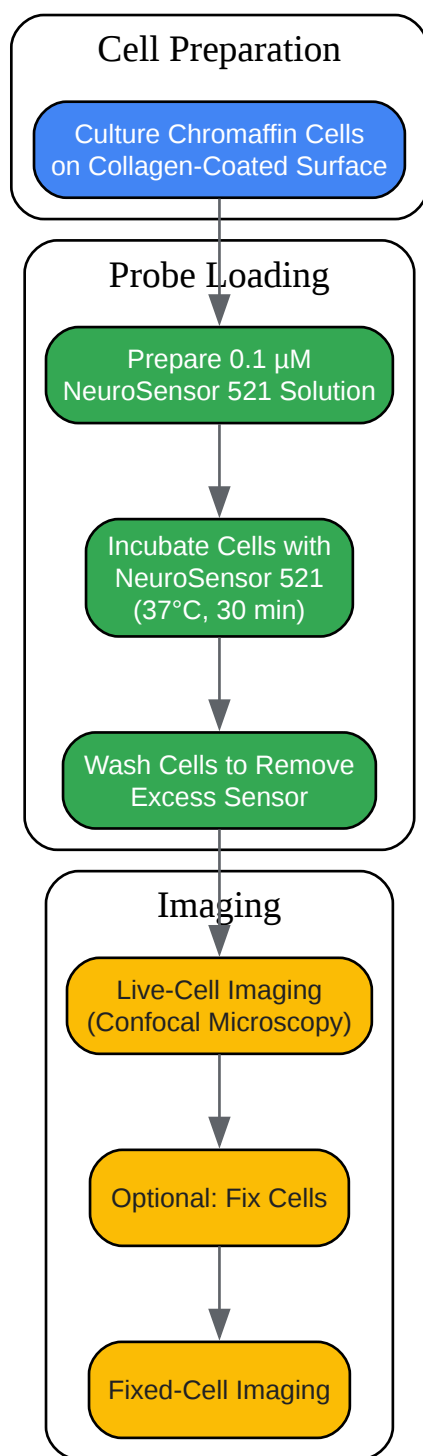 Cell Preparation
Culture Chromaffin Cells
on Collagen-Coated Surface
Probe Loading
Prepare 0.1 µM
NeuroSensor 521 Solution
Incubate Cells with
NeuroSensor 521
(37°C, 30 min)
Wash Cells to Remove
Excess Sensor
Imaging
Live-Cell Imaging
(Confocal Microscopy)
Optional: Fix Cells
Fixed-Cell Imaging